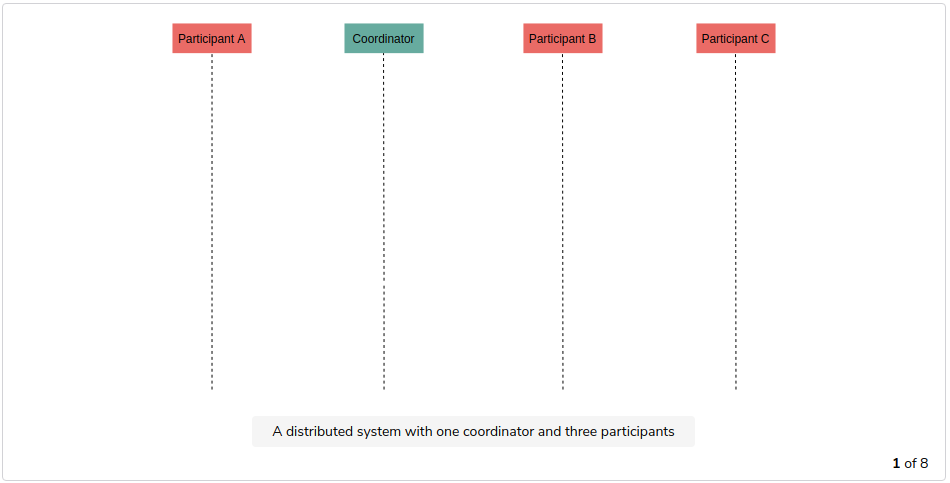 Participant A
Coordinator
Participant B
Participant C
A distributed system with one coordinator and three participants
1 of 8